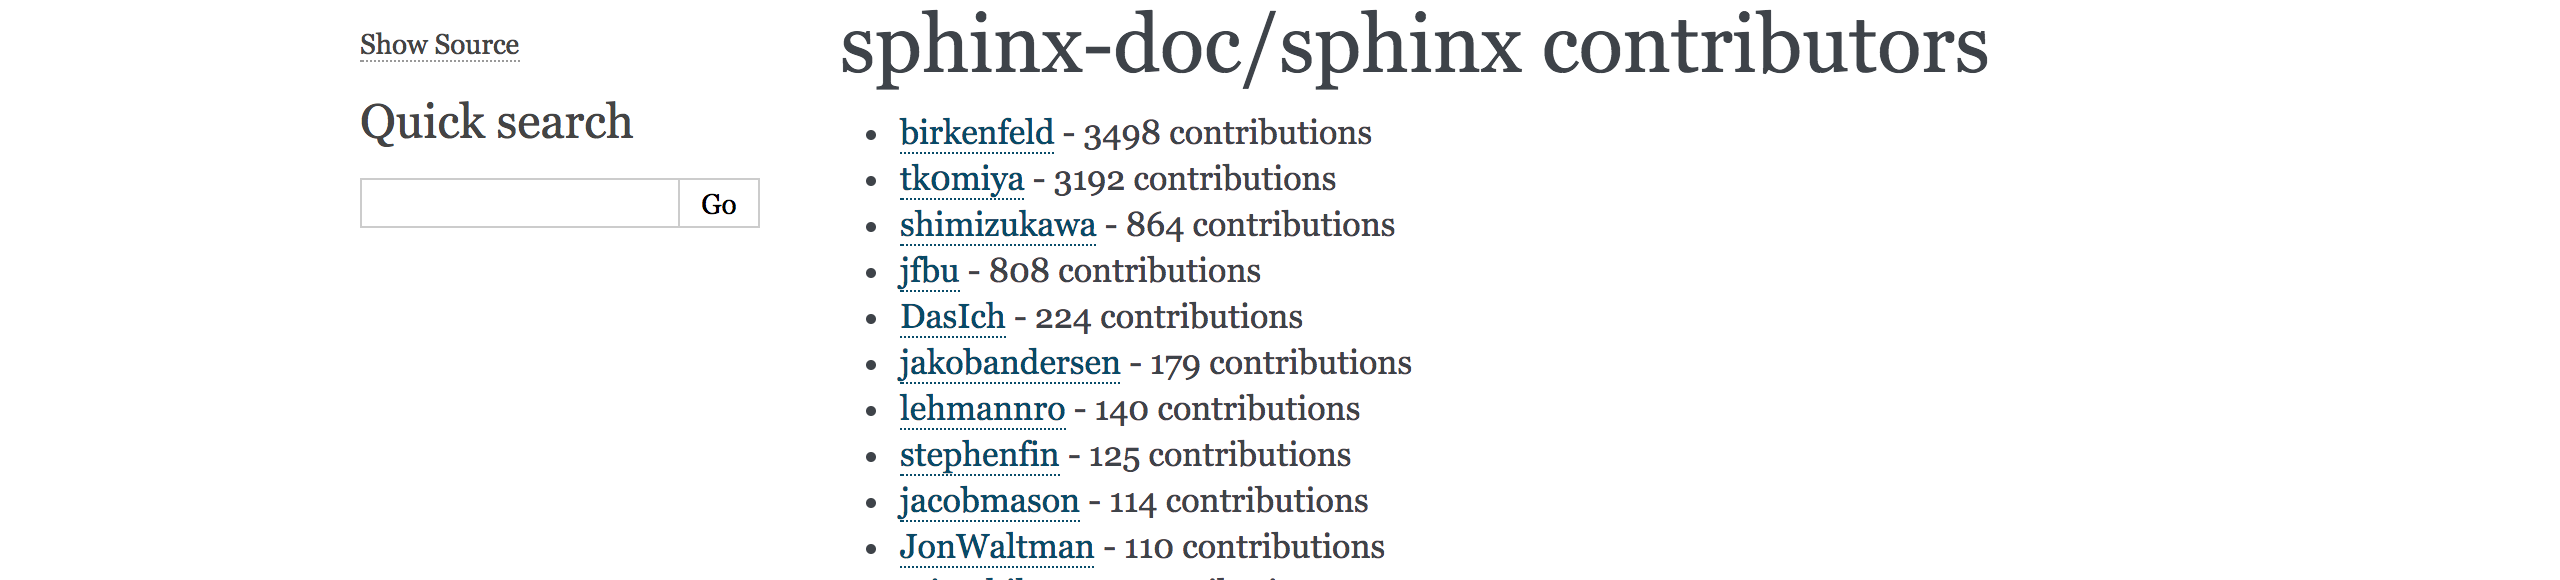 Show Source
Quick search
Go
sphinx-doc/sphinx contributors
birkenfeld - 3498 contributions
tk0miya - 3192 contributions
shimizukawa - 864 contributions
jfbu - 808 contributions
DasIch - 224 contributions
jakobandersen - 179 contributions
lehmannro - 140 contributions
stephenfin - 125 contributions
jacobmason - 114 contributions
JonWaltman - 110 contributions